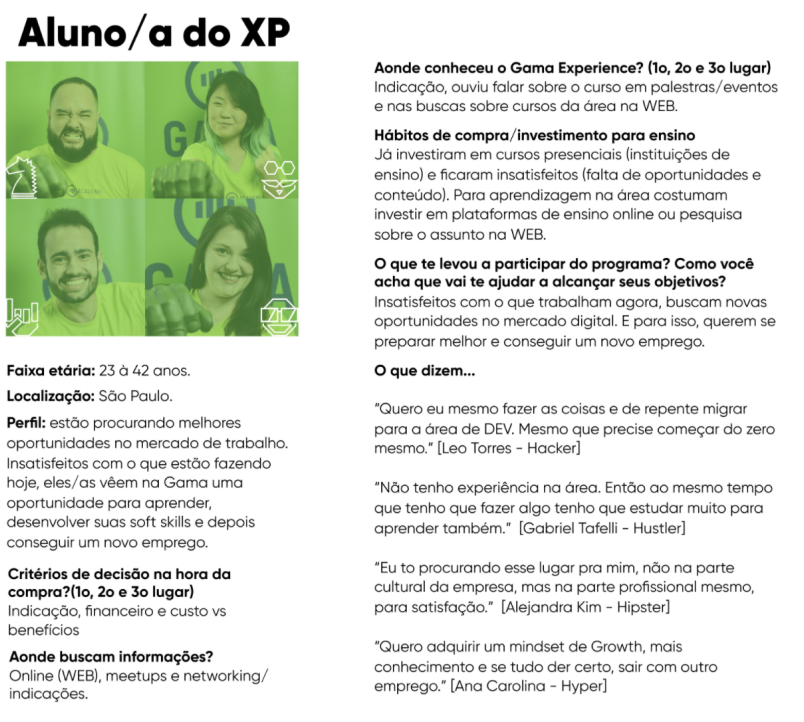 Aluno/a do XP
GA
GAMA
Faixa etária: 23 à 42 anos.
Localização: São Paulo.
Perfil: estão procurando melhores
oportunidades no mercado de trabalho.
Insatisfeitos com o que estão fazendo
hoje, eles/as vêem na Gama uma
oportunidade para aprender,
desenvolver suas soft skills e depois
conseguir um novo emprego.
Critérios de decisão na hora da
compra?(1o, 2o e 3o lugar)
Indicação, financeiro e custo vs
benefícios
Aonde buscam informações?
Online (WEB), meetups e networking/
indicações.
Aonde conheceu o Gama Experience? (1o, 2o e 3o lugar)
Indicação, ouviu falar sobre o curso em palestras/eventos
e nas buscas sobre cursos da área na WEB.
Hábitos de compra/investimento para ensino
Já investiram em cursos presenciais (instituições de
ensino) e ficaram insatisfeitos (falta de oportunidades e
conteúdo). Para aprendizagem na área costumam
investir em plataformas de ensino online ou pesquisa
sobre o assunto na WEB.
O que te levou a participar do programa? Como você
acha que vai te ajudar a alcançar seus objetivos?
Insatisfeitos com o que trabalham agora, buscam novas
oportunidades no mercado digital. E para isso, querem se
preparar melhor e conseguir um novo emprego.
O que dizem...
“Quero eu mesmo fazer as coisas e de repente migrar
para a área de DEV. Mesmo que precise começar do zero
mesmo.” [Leo Torres - Hacker]
“Não tenho experiência na área. Então ao mesmo tempo
que tenho que fazer algo tenho que estudar muito para
aprender também.” [Gabriel Tafelli - Hustler]
“Eu to procurando esse lugar pra mim, não na parte
cultural da empresa, mas na parte profissional mesmo,
para satisfação.” [Alejandra Kim - Hipster]
“Quero adquirir um mindset de Growth, mais
conhecimento e se tudo der certo, sair com outro
emprego.” [Ana Carolina - Hyper]